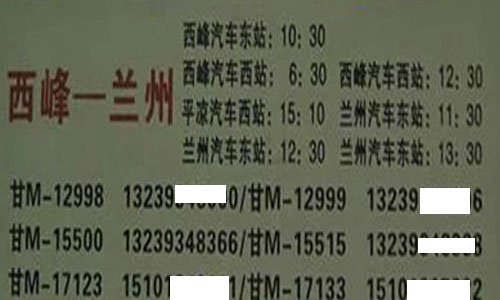 西峰汽车东站：10：30
西峰汽车西站：6：30 西峰汽车西站：12：30
西峰—兰州
平凉汽车西站：15：10 兰州汽车东站：11：30
兰州汽车东站：12：30 兰州汽车东站：13：30
甘M-12998 13239 /甘M-12999 13239 6
甘M-15500 13239348366/甘M-15515 13239
甘M-17123 1510 1/甘M-17133 1510